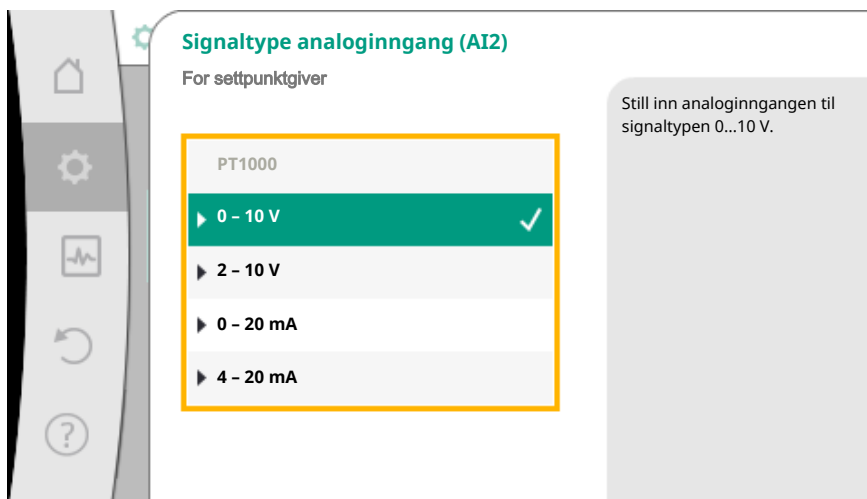 Signaltype analoginngang (AI2)
For settpunktgiver
PT1000
0 – 10 V
2 – 10 V
0 – 20 mA
4 – 20 mA
Still inn analoginngangen til
signaltypen 0…10 V.
?